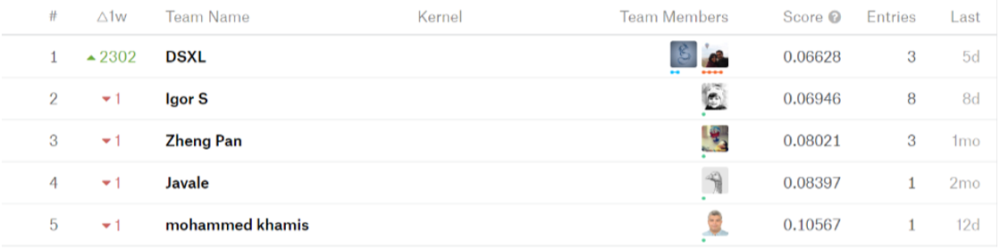 # △1w Team Name Kernel Team Members Score ? Entries Last
1 ▲ 2302 DSXL 0.06628 3 5d
2 ▼ 1 Igor S 0.06946 8 8d
3 ▼ 1 Zheng Pan 0.08021 3 1mo
4 ▼ 1 Javale 0.08397 1 2mo
5 ▼ 1 mohammed khamis 0.10567 1 12d